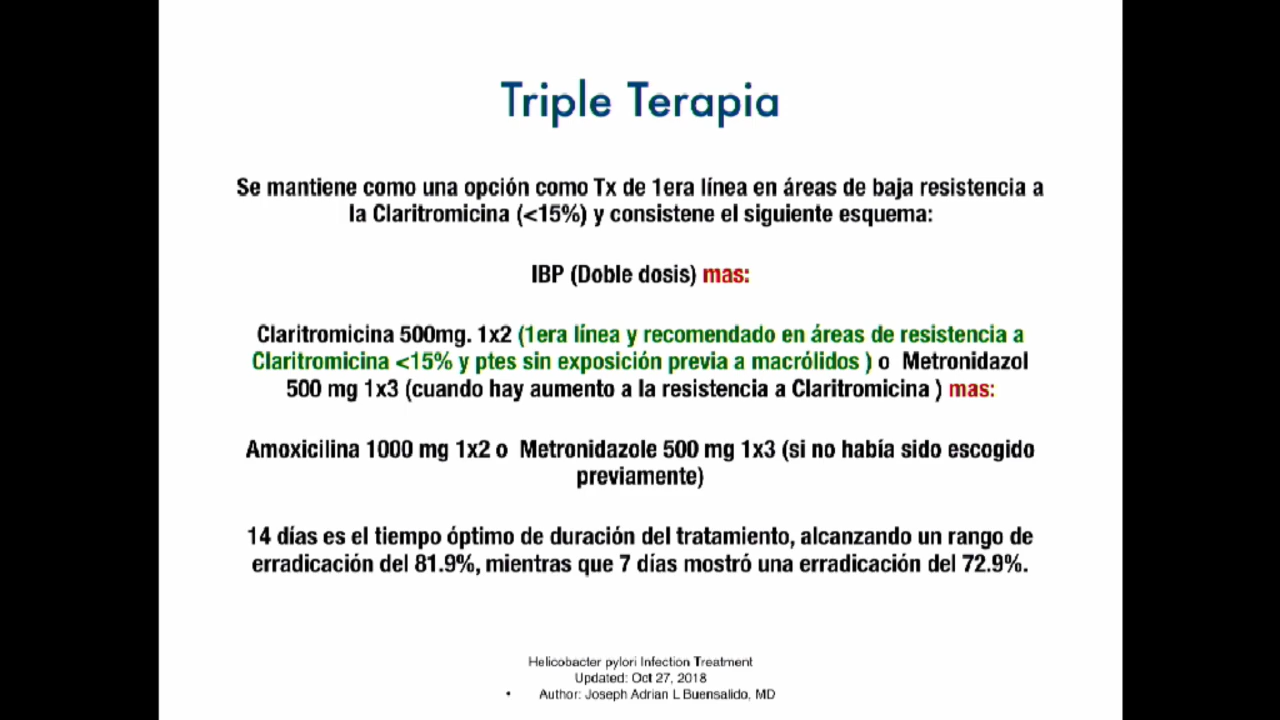 Triple Terapia
Se mantiene como una opción como Tx de 1era línea en áreas de baja resistencia a
la Claritromicina (<15%) y consistene el siguiente esquema:
IBP (Doble dosis) mas:
Claritromicina 500mg. 1x2 (1era línea y recomendado en áreas de resistencia a
Claritromicina <15% y ptes sin exposición previa a macrólidos ) o Metronidazol
500 mg 1x3 (cuando hay aumento a la resistencia a Claritromicina ) mas:
Amoxicilina 1000 mg 1x2 o Metronidazole 500 mg 1x3 (si no había sido escogido
previamente)
14 días es el tiempo óptimo de duración del tratamiento, alcanzando un rango de
erradicación del 81.9%, mientras que 7 días mostró una erradicación del 72.9%.
Helicobacter pylori Infection Treatment
Updated: Oct 27, 2018
• Author: Joseph Adrian L Buensalido, MD